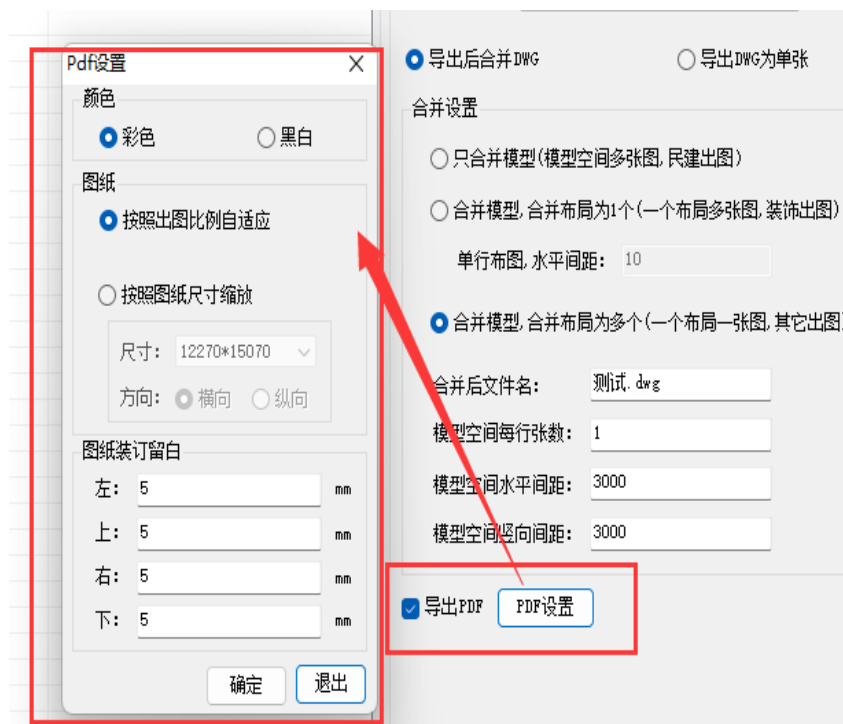 Pdfi设置
颜色
彩色
黑白
图纸
按照出图比例自适应
按照图纸尺寸缩放
尺寸: 12270*15070
方向: 横向 纵向
图纸装订留白
左: 5 mm
上: 5 mm
右: 5 mm
下: 5 mm
确定
退出
导出后合并DWG
导出DWG为单张
合并设置
只合并模型(模型空间多张图,民建出图)
合并模型,合并布局为1个(一个布局多张图,装饰出图)
单行布图,水平间距: 10
合并模型,合并布局为多个(一个布局一张图,其它出图)
合并后文件名: 测试.dwg
模型空间每行张数: 1
模型空间水平间距: 3000
模型空间竖向间距: 3000
导出PDF
PDF设置